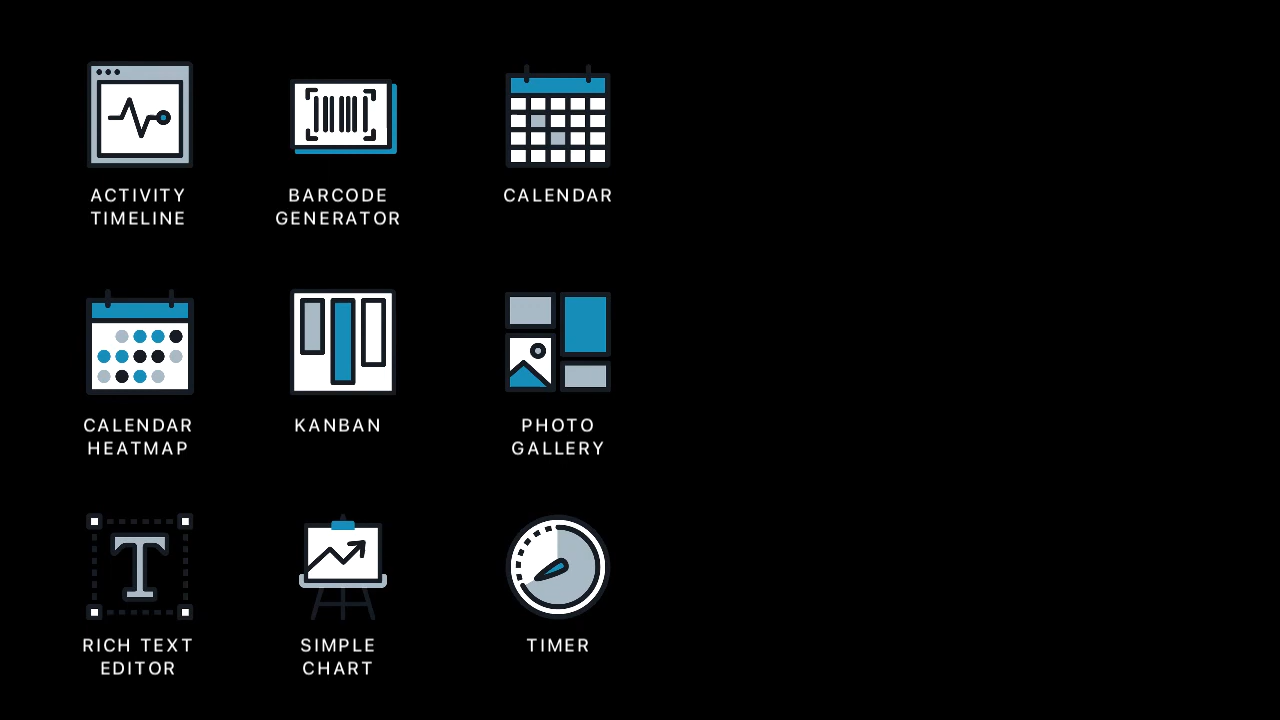 ACTIVITY
TIMELINE
BARCODE
GENERATOR
CALENDAR
CALENDAR
HEATMAP
KANBAN
PHOTO
GALLERY
RICH TEXT
EDITOR
SIMPLE
CHART
TIMER